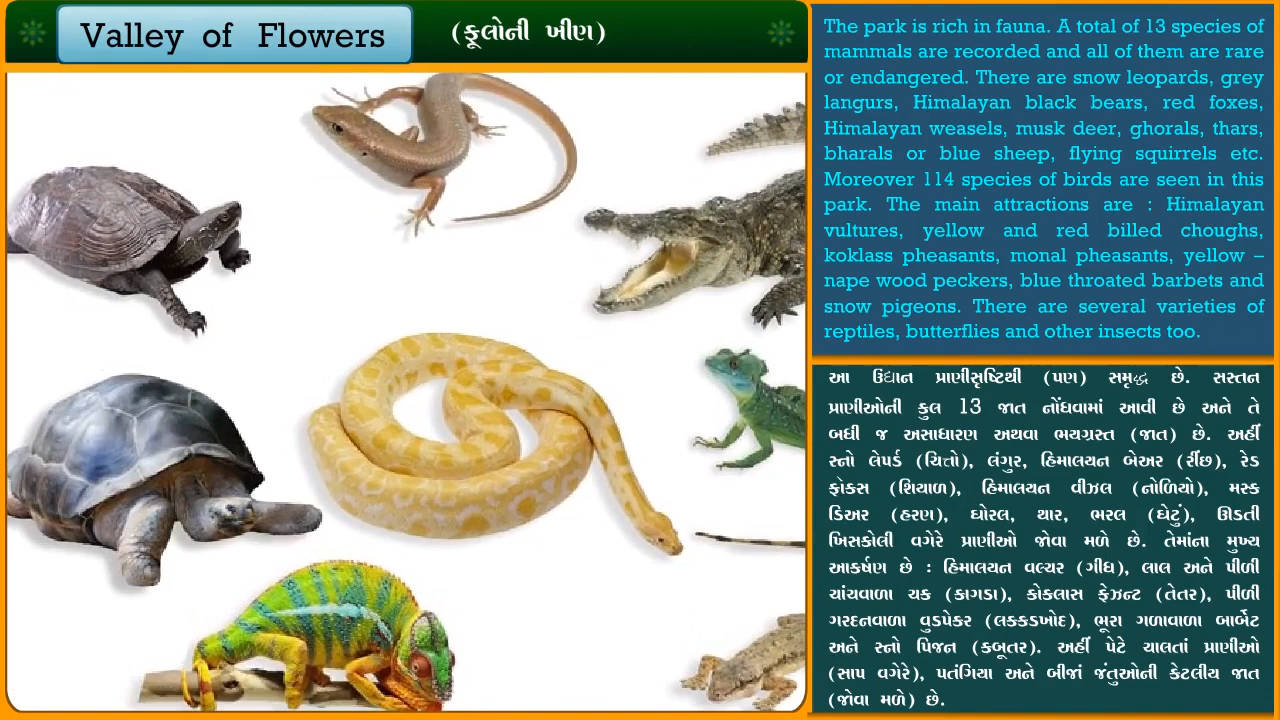 Valley of Flowers
(ફૂલોની ખીણ)
The park is rich in fauna. A total of 13 species of
mammals are recorded and all of them are rare
or endangered. There are snow leopards, grey
langurs, Himalayan black bears, red foxes,
Himalayan weasels, musk deer, ghorals, thars,
bharals or blue sheep, flying squirrels etc.
Moreover 114 species of birds are seen in this
park. The main attractions are : Himalayan
vultures, yellow and red billed choughs,
koklass pheasants, monal pheasants, yellow –
nape wood peckers, blue throated barbets and
snow pigeons. There are several varieties of
reptiles, butterflies and other insects too.
આ ઉદ્યાન પ્રાણીસૃષ્ટિથી (પણ) સમૃદ્ધ છે. સસ્તન
પ્રાણીઓની કુલ 13 જાત નોંધવામાં આવી છે અને તે
બધી જ અસાધારણ અથવા ભયગ્રસ્ત (જાત) છે. અહીં
સ્નો લેપર્ડ (ચિત્તો), લંગુર, હિમાલયન બેઅર (રીંછ), રેડ
ફૉક્સ (શિયાળ), હિમાલયન વીઝલ (નોળિયો), મસ્ક
ડિઅર (હરણ), ઘોરલ, થાર, ભરલ (ઘેટું), ઊડતી
ખિસકોલી વગેરે પ્રાણીઓ જોવા મળે છે. તેમાંના મુખ્ય
આકર્ષણ છે : હિમાલયન વલ્ચર (ગીધ), લાલ અને પીળી
ચાંચવાળા ચક (કાગડા), કોકલાસ ફેઝન્ટ (તેતર), પીળી
ગરદનવાળા વુડપેકર (લક્કડખોદ), ભૂરા ગળાવાળા બાર્બેટ
અને સ્નો પિજન (કબૂતર). અહીં પેટે ચાલતાં પ્રાણીઓ
(સાપ વગેરે), પતંગિયા અને બીજાં જંતુઓની કેટલીય જાત
(જોવા મળે) છે.